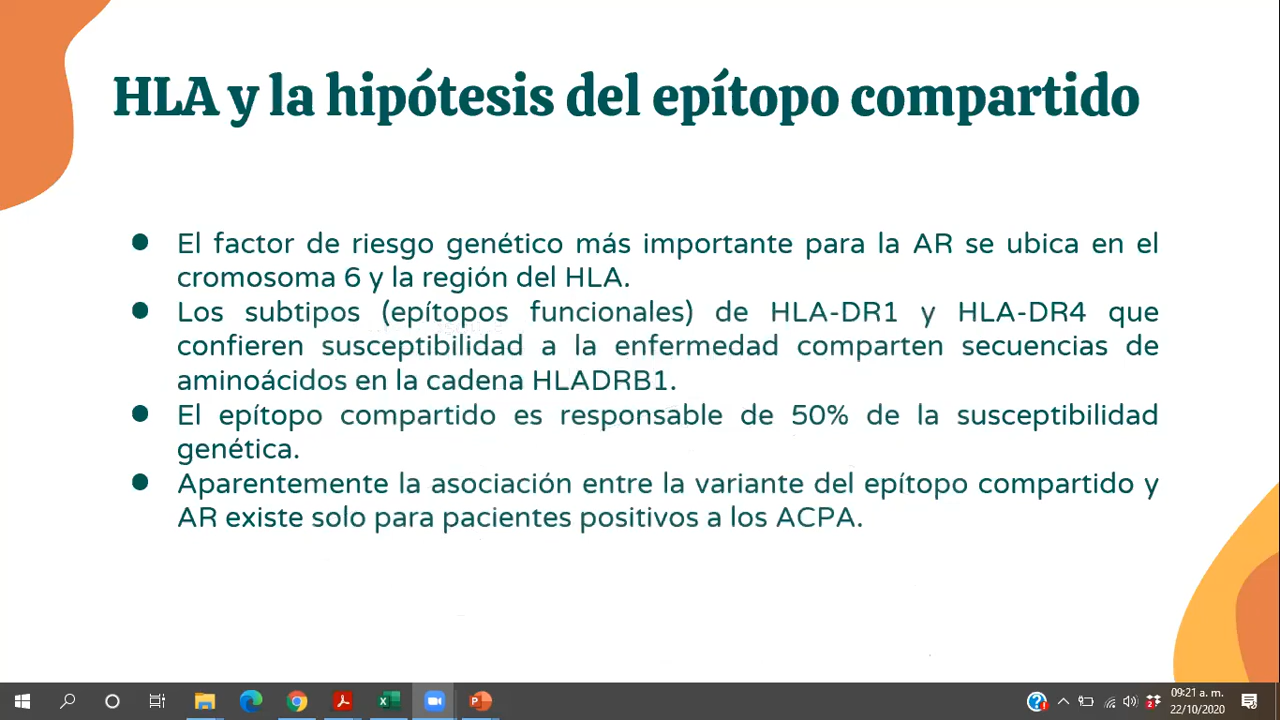 HLA y la hipótesis del epítopo compartido
● El factor de riesgo genético más importante para la AR se ubica en el
cromosoma 6 y la región del HLA.
● Los subtipos (epítopos funcionales) de HLA-DR1 y HLA-DR4 que
confieren susceptibilidad a la enfermedad comparten secuencias de
aminoácidos en la cadena HLADRB1.
● El epítopo compartido es responsable de 50% de la susceptibilidad
genética.
● Aparentemente la asociación entre la variante del epítopo compartido y
AR existe solo para pacientes positivos a los ACPA.
09:21 a. m.
22/10/2020